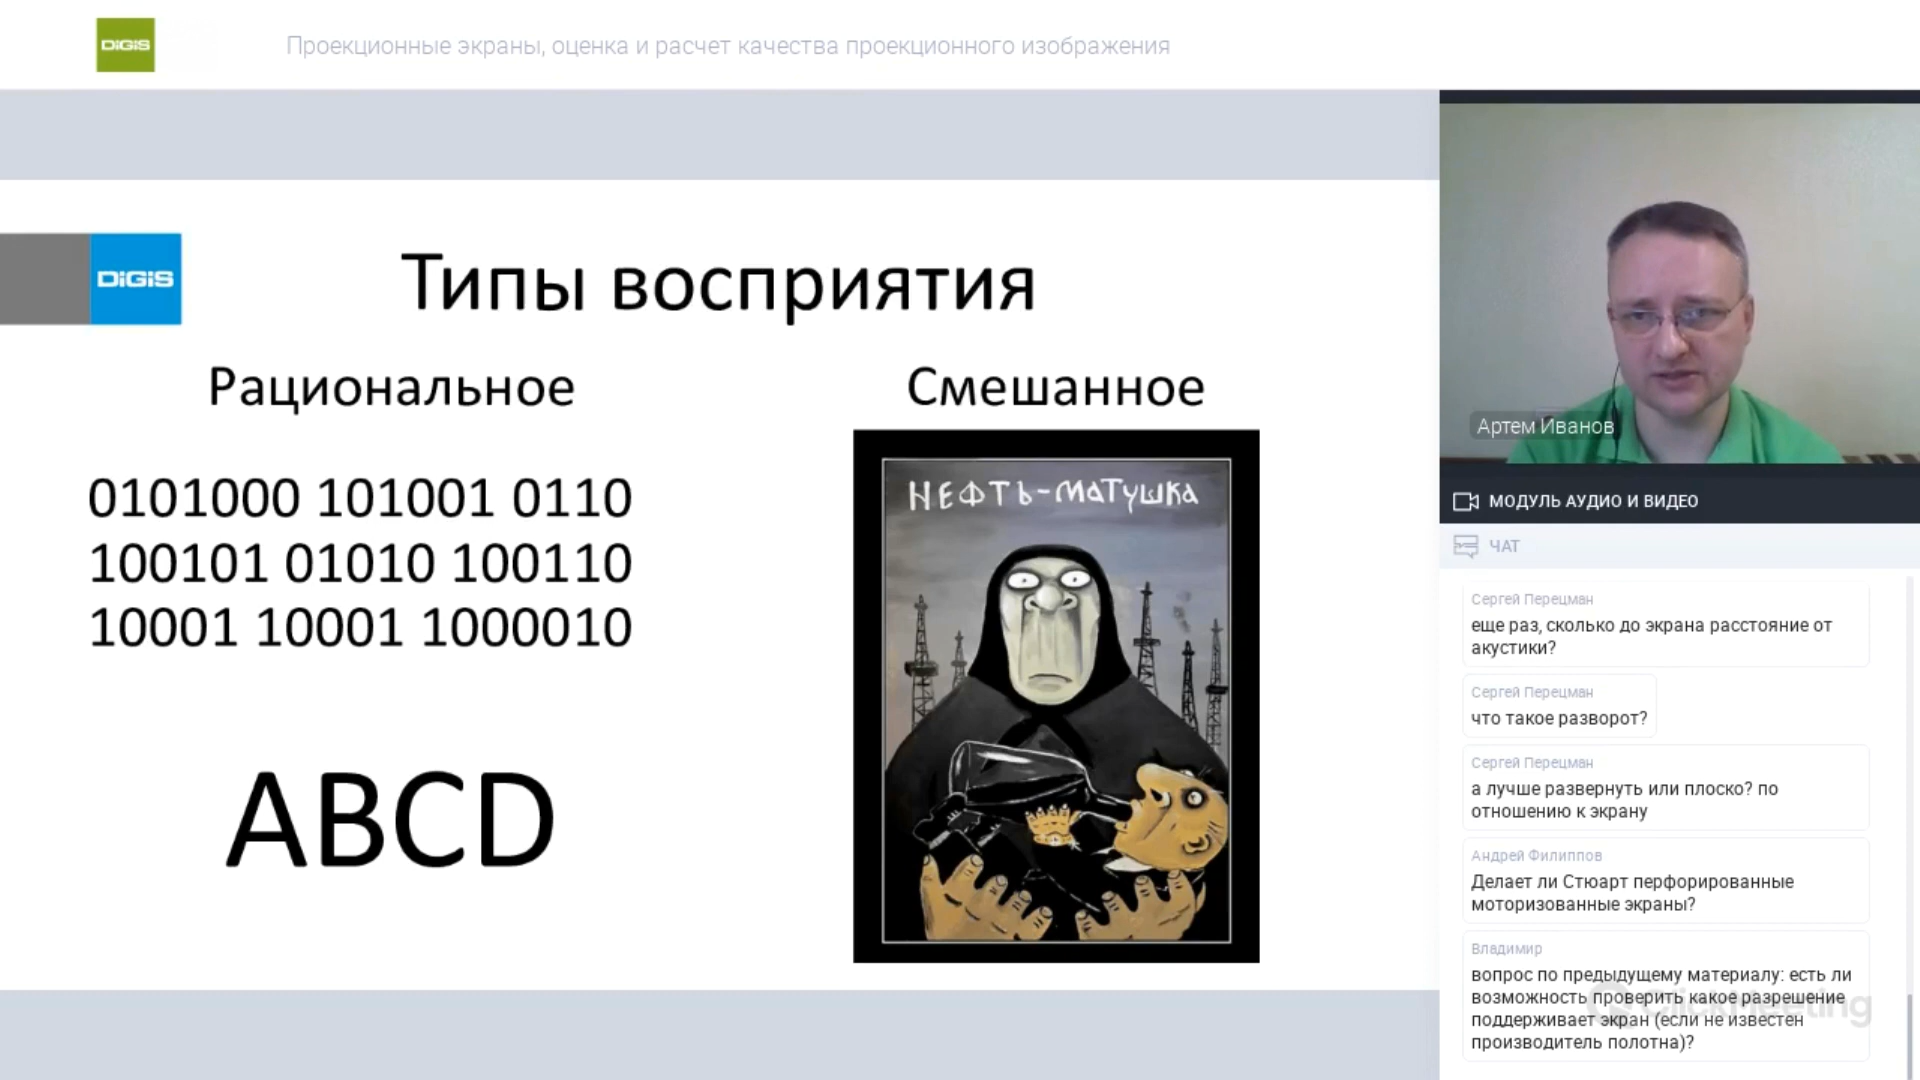 DIGIS
Проекционные экраны, оценка и расчет качества проекционного изображения
DIGIS
Типы восприятия
Рациональное
Смешанное
0101000 101001 0110
100101 01010 100110
10001 10001 1000010
ABCD
НЕФТЬ-МАТУШКА
Артем Иванов
МОДУЛЬ АУДИО И ВИДЕО
ЧАТ
Сергей Перецман
еще раз, сколько до экрана расстояние от
акустики?
Сергей Перецман
что такое разворот?
Сергей Перецман
а лучше развернуть или плоско? по
отношению к экрану
Андрей Филиппов
Делает ли Стюарт перфорированные
моторизованные экраны?
Владимир
вопрос по предыдущему материалу: есть ли
возможность проверить какое разрешение
поддерживает экран (если не известен
производитель полотна)?
ClickMeeting